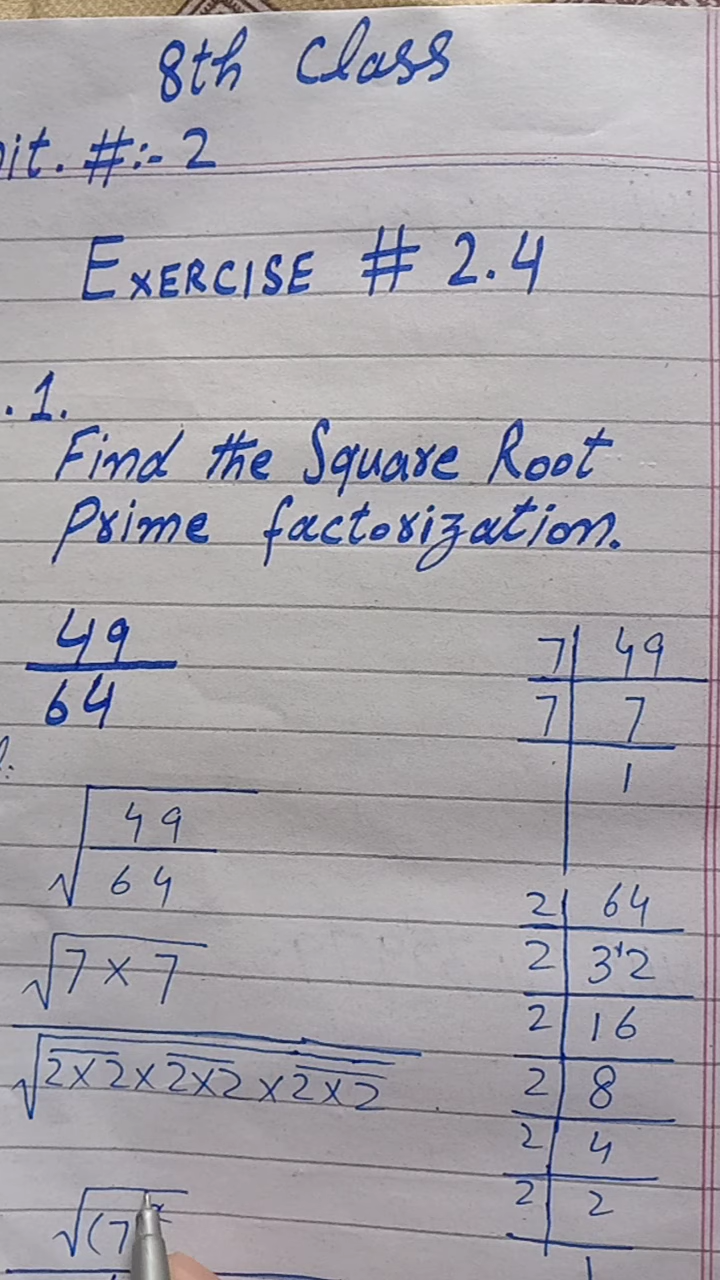 8th Class
it. #:- 2
EXERCISE # 2.4
. 1.
Find the Square Root
Prime factorization.
49
64
7 | 49
7 | 7
1
√49
64
√7 × 7
√2×2×2×2×2×2
2 | 64
2 | 32
2 | 16
2 | 8
2 | 4
2 | 2
1
√(7